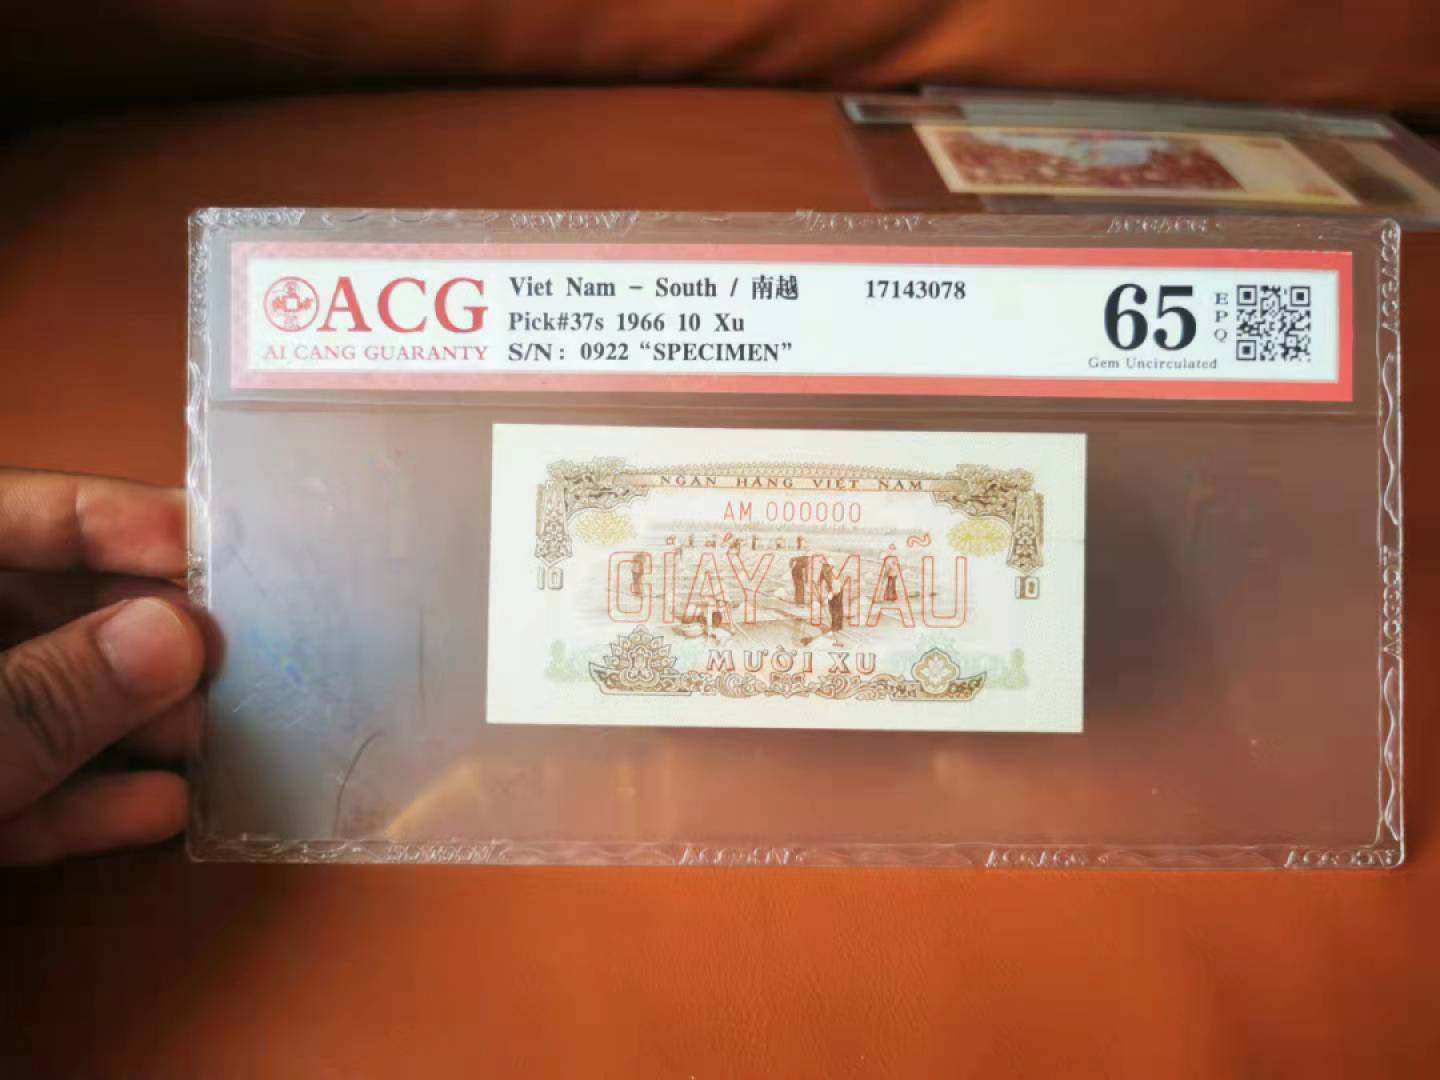 ACG
AI CANG GUARANTY
Viet Nam - South / 南越
17143078
Pick#37s 1966 10 Xu
S/N: 0922 “SPECIMEN”
65
EPQ
Gem Uncirculated
NGÂN HÀNG VIỆT NAM
AM 000000
GIẤY MẪU
10
10
MƯỜI XU